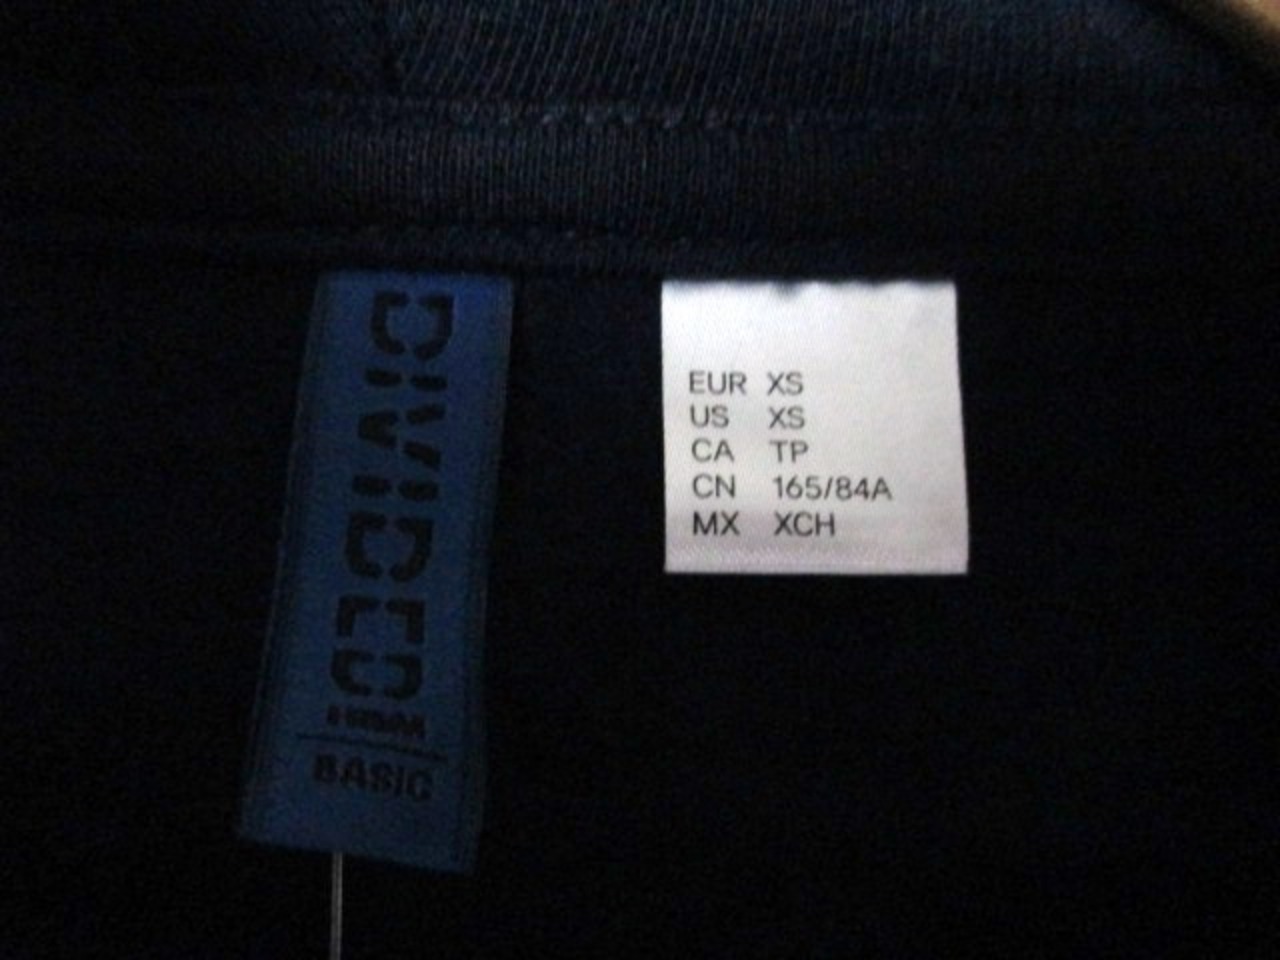 DIVIDED
H&M
BASIC
EUR XS
US XS
CA TP
CN 165/84A
MX XCH